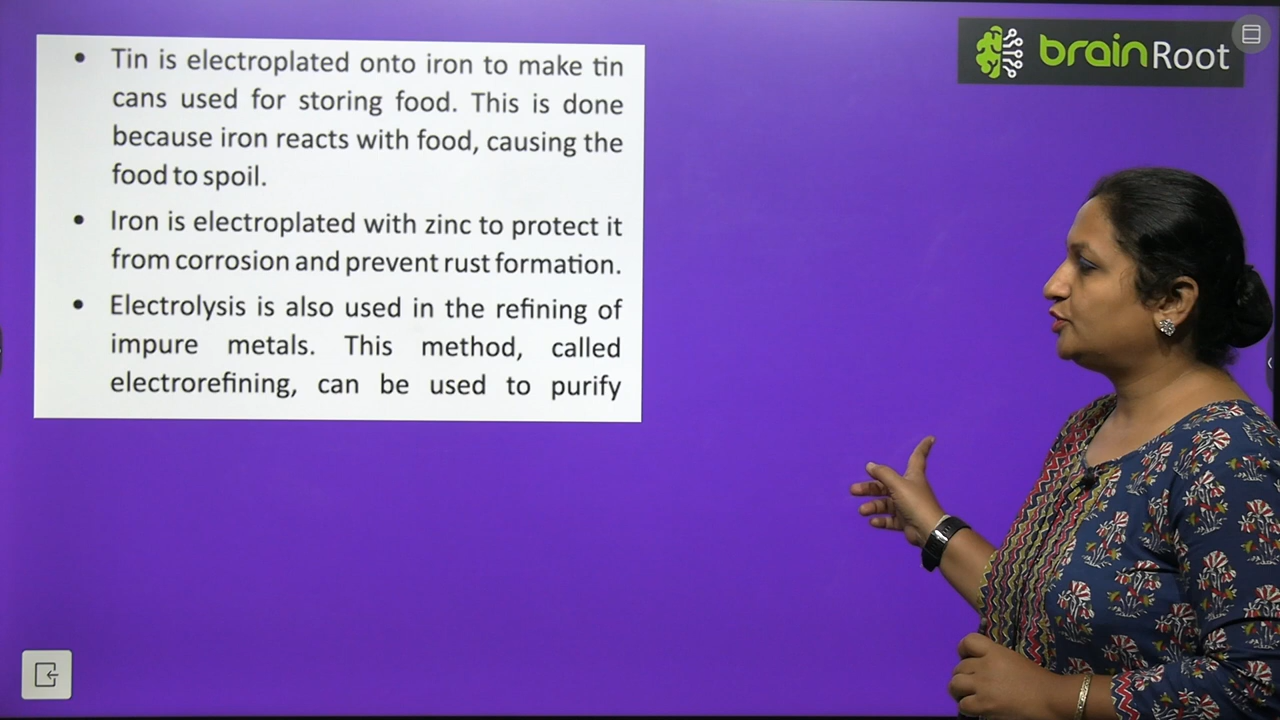 brainRoot
• Tin is electroplated onto iron to make tin
cans used for storing food. This is done
because iron reacts with food, causing the
food to spoil.
• Iron is electroplated with zinc to protect it
from corrosion and prevent rust formation.
• Electrolysis is also used in the refining of
impure metals. This method, called
electrorefining, can be used to purify